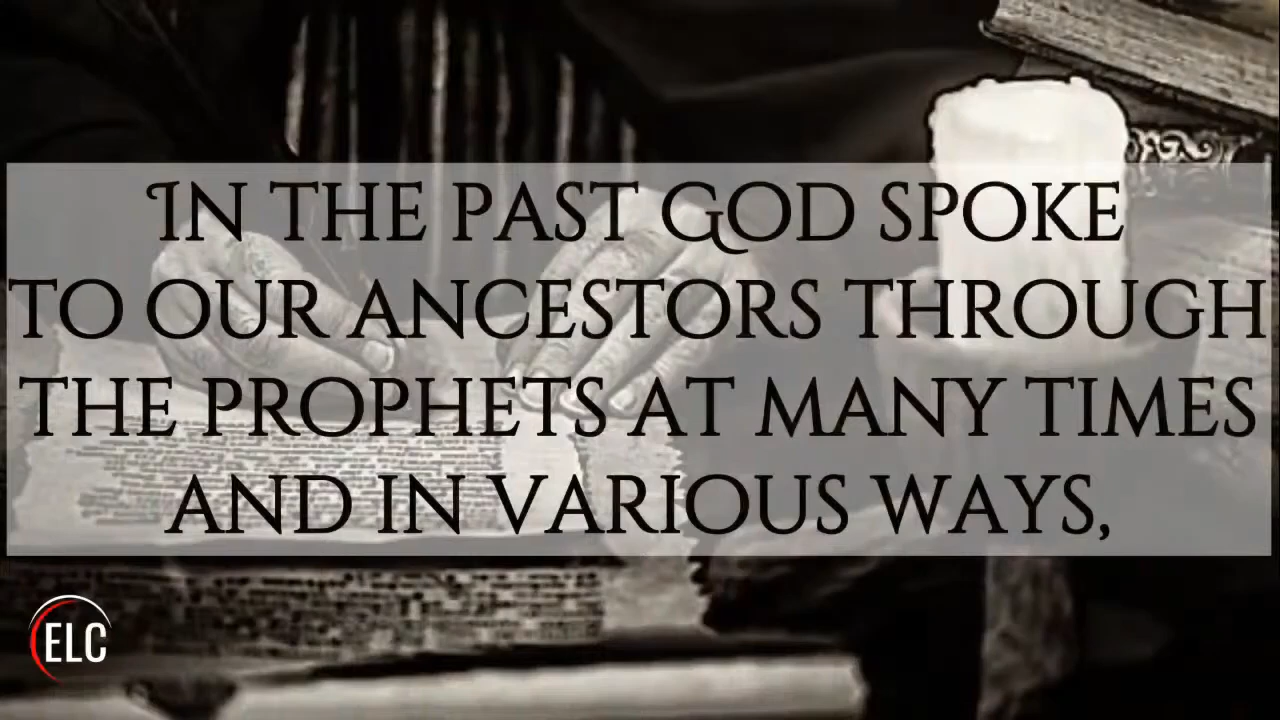 In the past God spoke
to our ancestors through
the prophets at many times
and in various ways,
ELC